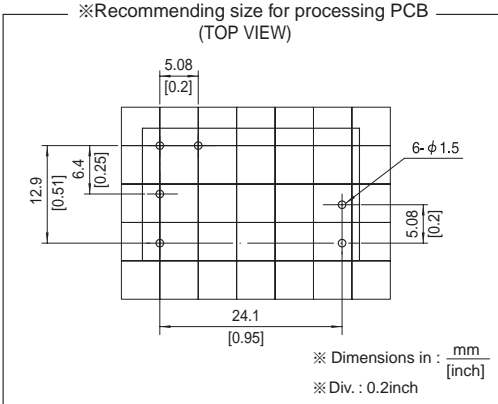 ※Recommending size for processing PCB
(TOP VIEW)
5.08
[0.2]
6-φ1.5
12.9
[0.51]
6.4
[0.25]
5.08
[0.2]
24.1
[0.95]
※ Dimensions in : mm
[inch]
※Div. : 0.2inch